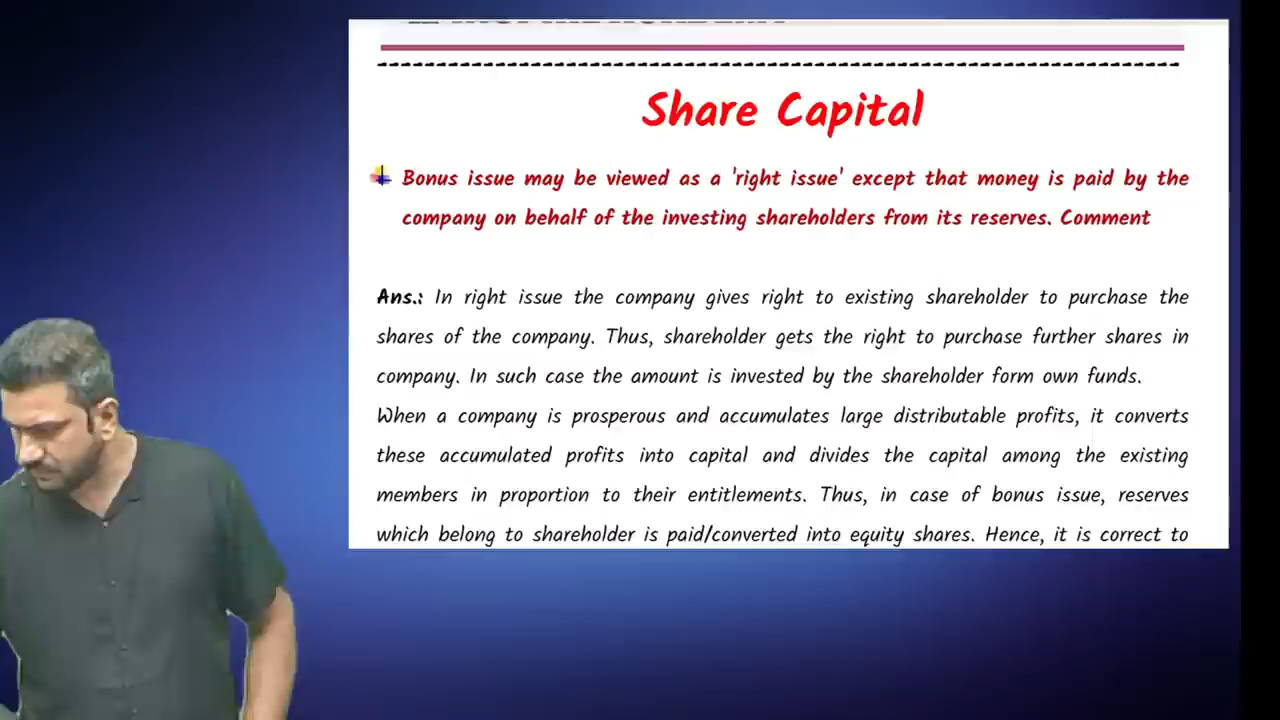 Share Capital
Bonus issue may be viewed as a 'right issue' except that money is paid by the
company on behalf of the investing shareholders from its reserves. Comment
Ans.: In right issue the company gives right to existing shareholder to purchase the
shares of the company. Thus, shareholder gets the right to purchase further shares in
company. In such case the amount is invested by the shareholder form own funds.
When a company is prosperous and accumulates large distributable profits, it converts
these accumulated profits into capital and divides the capital among the existing
members in proportion to their entitlements. Thus, in case of bonus issue, reserves
which belong to shareholder is paid/converted into equity shares. Hence, it is correct to